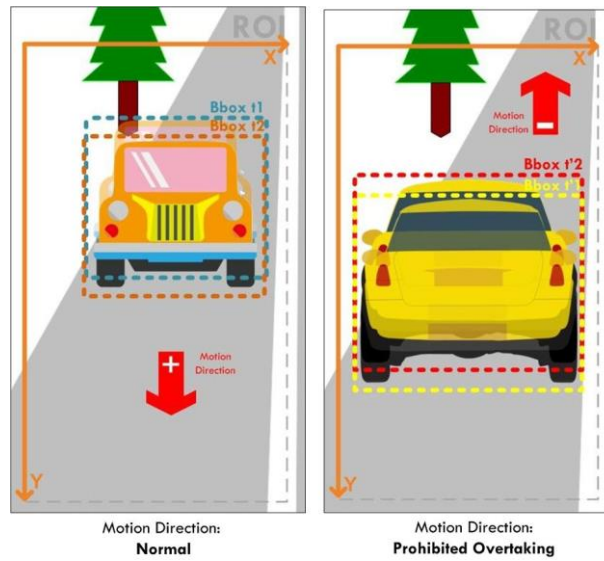 ROI
X
Bbox t1
Bbox t2
+
Motion
Direction
Y
Motion Direction:
Normal
ROI
X
Motion
Direction
-
Bbox t'2
Bbox t'1
Y
Motion Direction:
Prohibited Overtaking